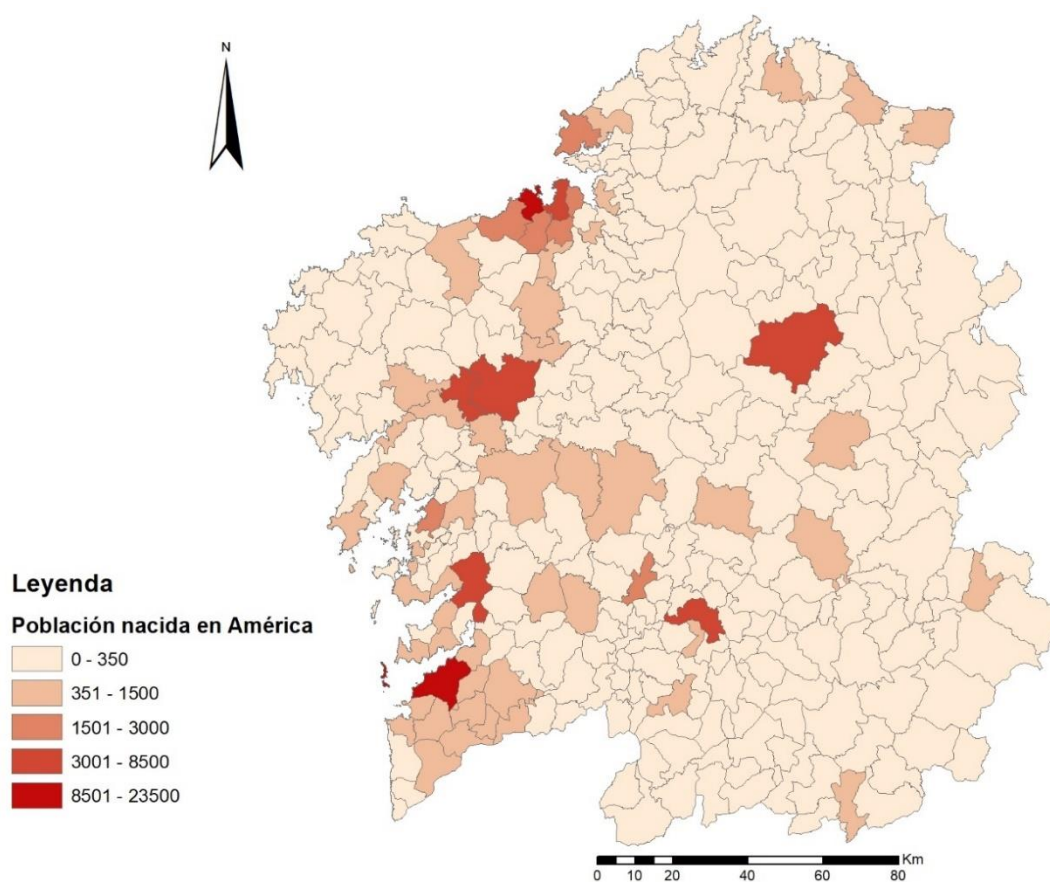 N
Leyenda
Población nacida en América
0 - 350
351 - 1500
1501 - 3000
3001 - 8500
8501 - 23500
Km
0 10 20 40 60 80